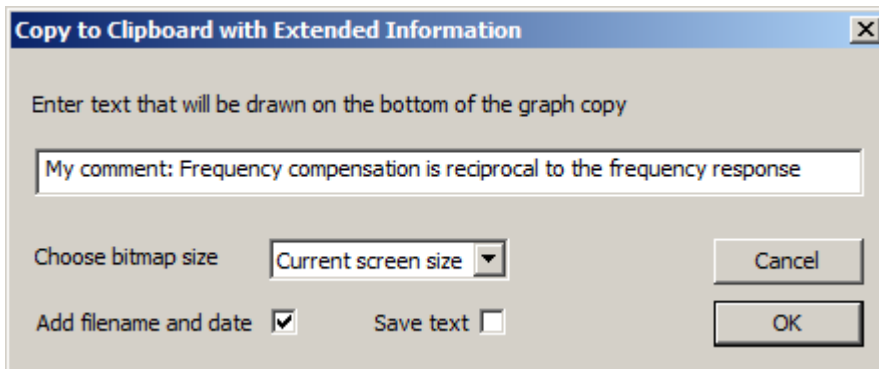 Copy to Clipboard with Extended Information
Enter text that will be drawn on the bottom of the graph copy
My comment: Frequency compensation is reciprocal to the frequency response
Choose bitmap size Current screen size Cancel
Add filename and date Save text OK